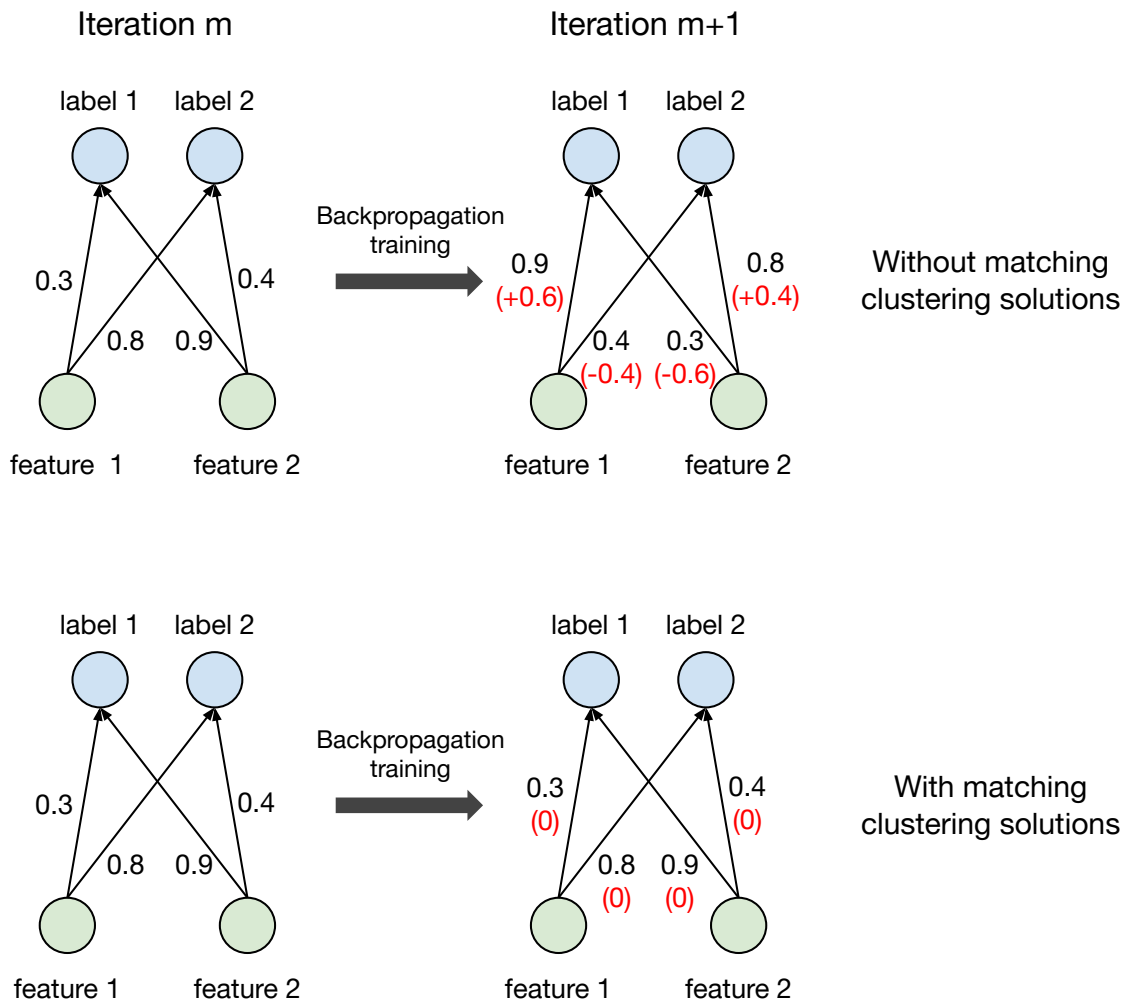 Iteration m
Iteration m+1
label 1
label 2
label 1
label 2
Backpropagation
training
0.3
0.4
0.8
0.9
0.9
(+0.6)
0.8
(+0.4)
0.4
(-0.4)
0.3
(-0.6)
Without matching
clustering solutions
feature 1
feature 2
feature 1
feature 2
label 1
label 2
label 1
label 2
Backpropagation
training
0.3
0.4
0.8
0.9
0.3
(0)
0.4
(0)
0.8
(0)
0.9
(0)
With matching
clustering solutions
feature 1
feature 2
feature 1
feature 2